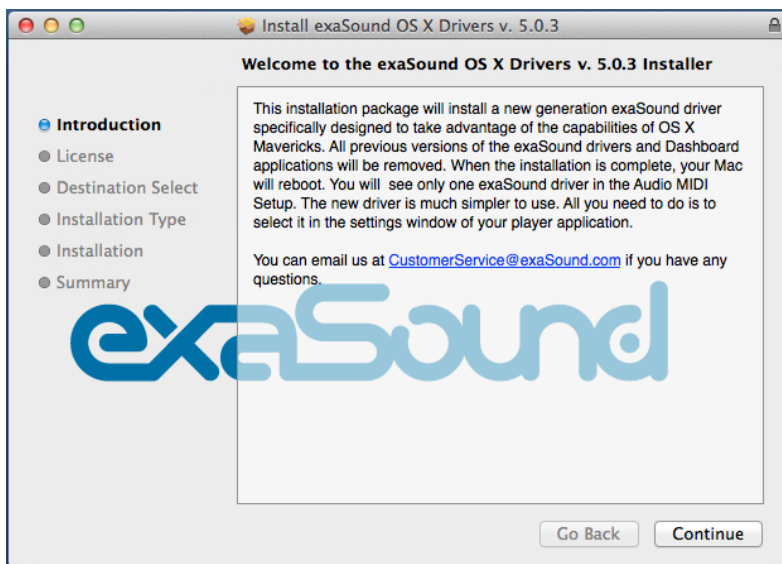 Install exaSound OS X Drivers v. 5.0.3
Welcome to the exaSound OS X Drivers v. 5.0.3 Installer
Introduction
License
Destination Select
Installation Type
Installation
Summary
This installation package will install a new generation exaSound driver
specifically designed to take advantage of the capabilities of OS X
Mavericks. All previous versions of the exaSound drivers and Dashboard
applications will be removed. When the installation is complete, your Mac
will reboot. You will  see only one exaSound driver in the Audio MIDI
Setup. The new driver is much simpler to use. All you need to do is to
select it in the settings window of your player application.
You can email us at CustomerService@exaSound.com if you have any
questions.
exaSound
Go Back
Continue